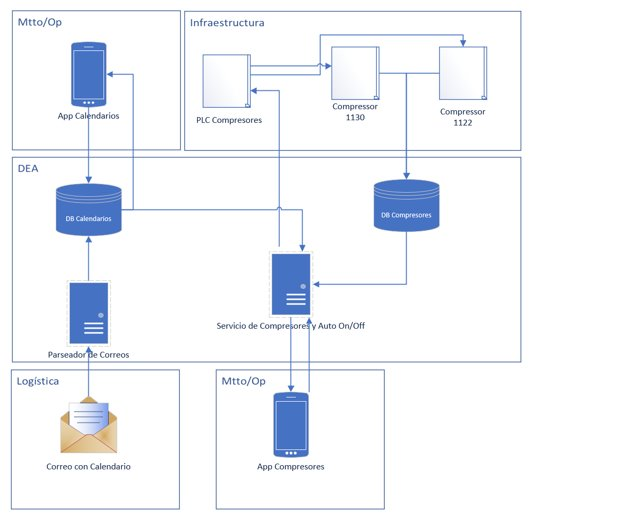 Mtto/Op
Infraestructura
App Calendarios
PLC Compresores
Compressor
1130
Compressor
1122
DEA
DB Calendarios
DB Compresores
Servicio de Compresores y Auto On/Off
Parseador de Correos
Logística
Mtto/Op
Correo con Calendario
App Compresores